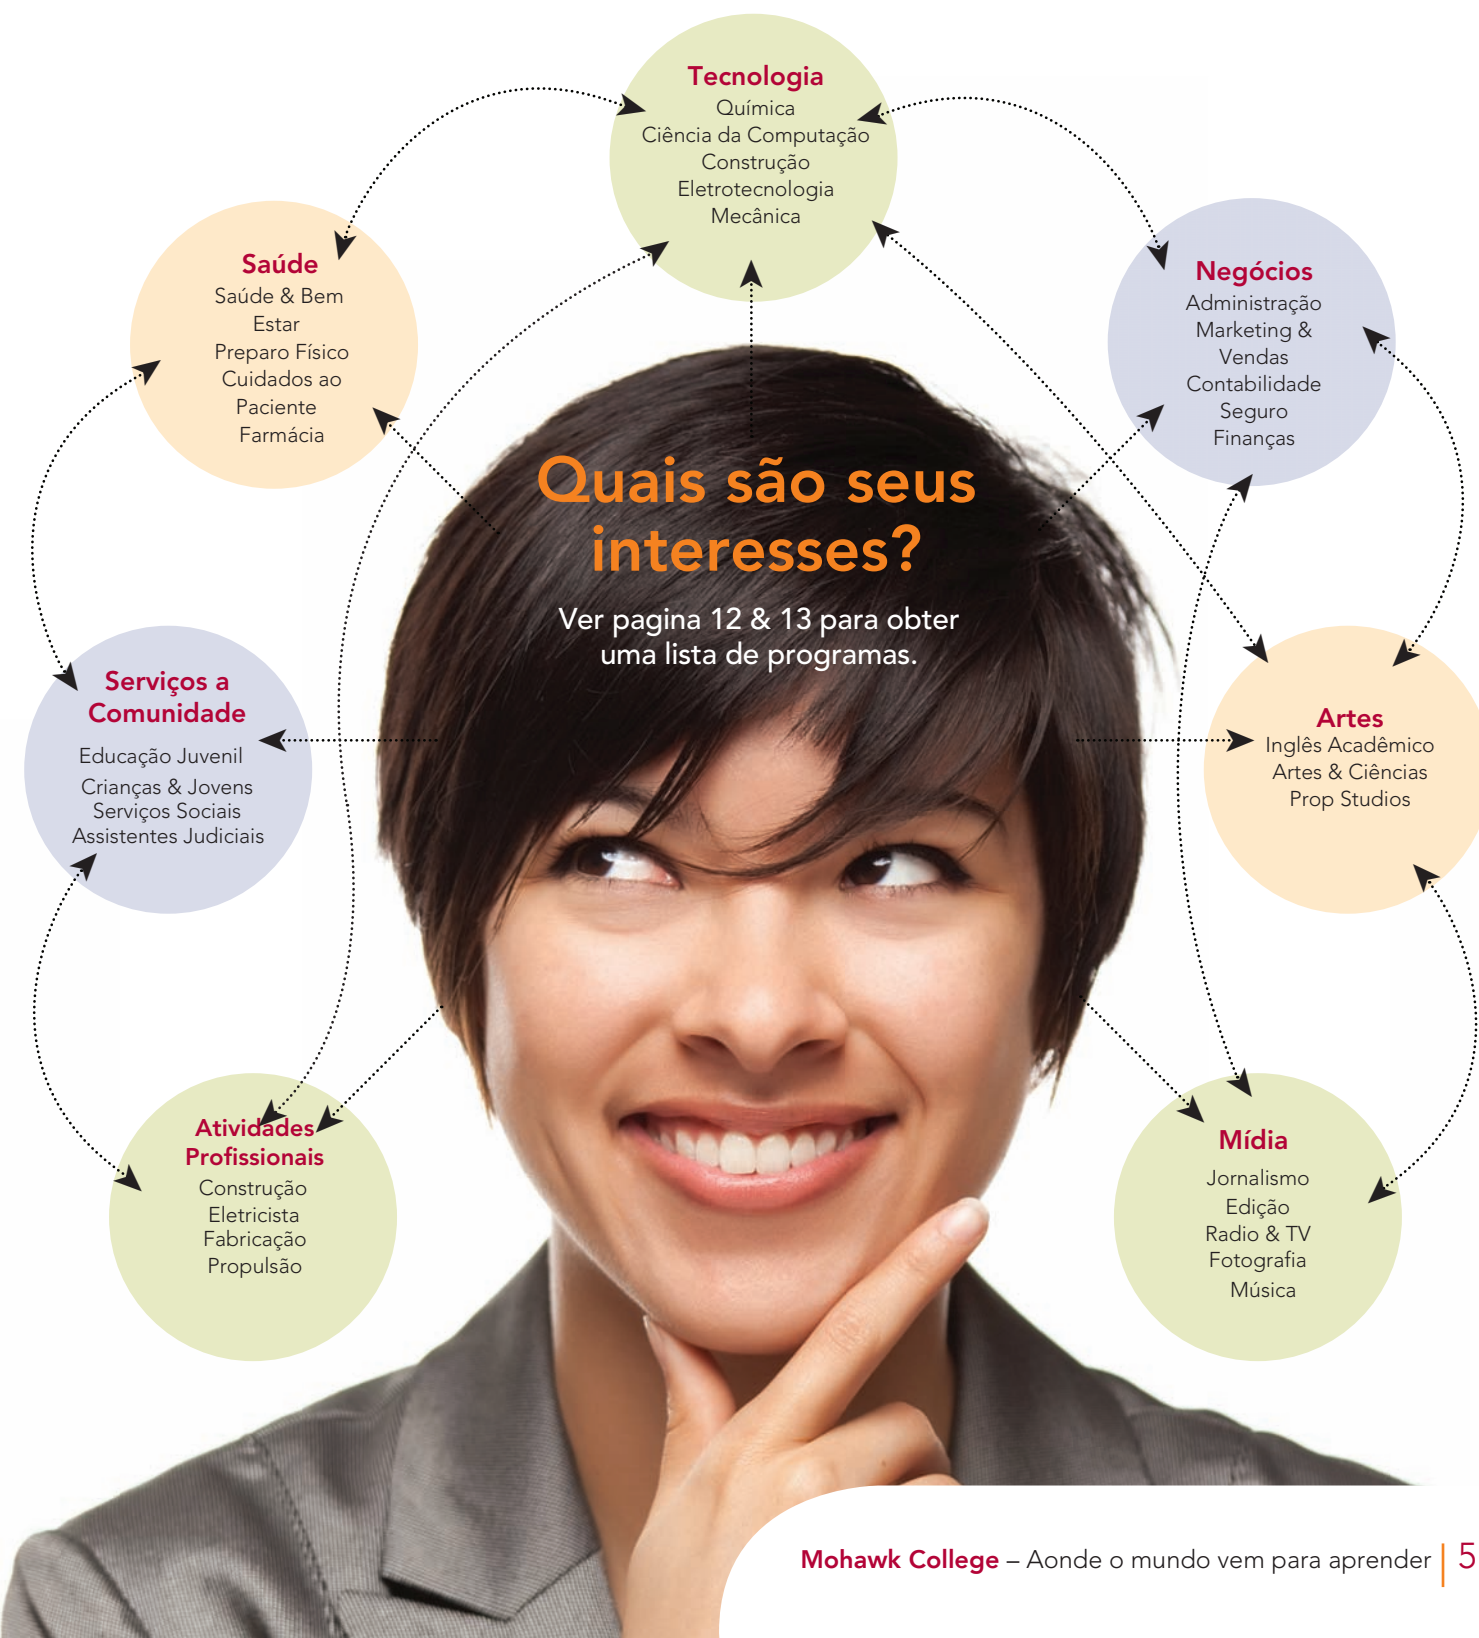 Tecnologia
Química
Ciência da Computação
Construção
Eletrotecnologia
Mecânica
Saúde
Saúde & Bem
Estar
Preparo Físico
Cuidados ao
Paciente
Farmácia
Negócios
Administração
Marketing &
Vendas
Contabilidade
Seguro
Finanças
Quais são seus
interesses?
Ver pagina 12 & 13 para obter
uma lista de programas.
Serviços a
Comunidade
Educação Juvenil
Crianças & Jovens
Serviços Sociais
Assistentes Judiciais
Artes
Inglês Acadêmico
Artes & Ciências
Prop Studios
Atividades
Profissionais
Construção
Eletricista
Fabricação
Propulsão
Mídia
Jornalismo
Edição
Radio & TV
Fotografia
Música
Mohawk College – Aonde o mundo vem para aprender | 5